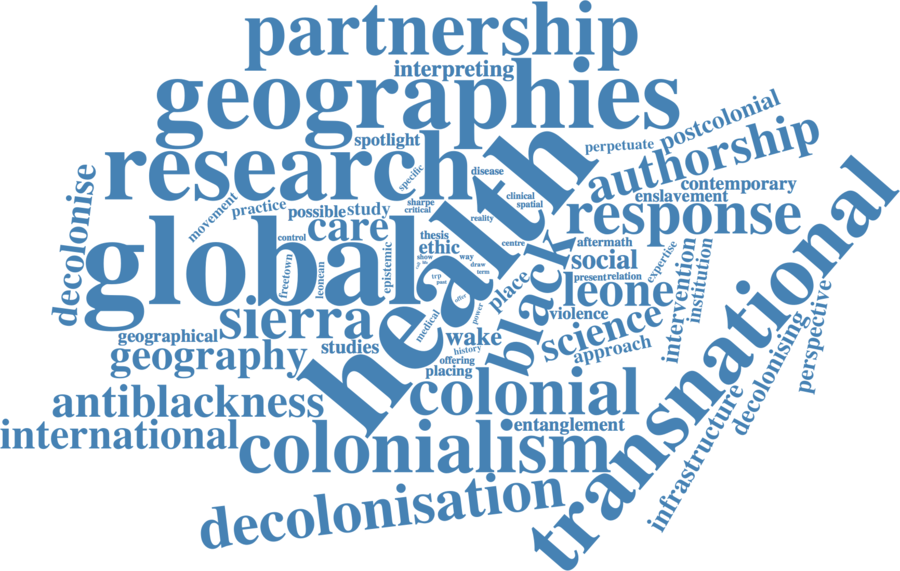 partnership
interpreting
geographies
spotlight
research
health
perpetuate
postcolonial
authorship
disease
specific
contemporary
enslavement
clinical
spatial
sharpe
critical
decolonise
movement
practice
possible
study
reality
response
global
care
control
thesis
ethic
centre
black
aftermath
social
expertise
transnational
freetown
leonean
epistemic
show
life
way
draw
term
trp
past
place
present
relation
leone
intervention
institution
offer
power
sierra
medical
violence
science
geographical
geography
studies
wake
history
offering
placing
approach
perspective
decolonising
infrastructure
antiblackness
colonial
international
colonialism
entanglement
decolonisation